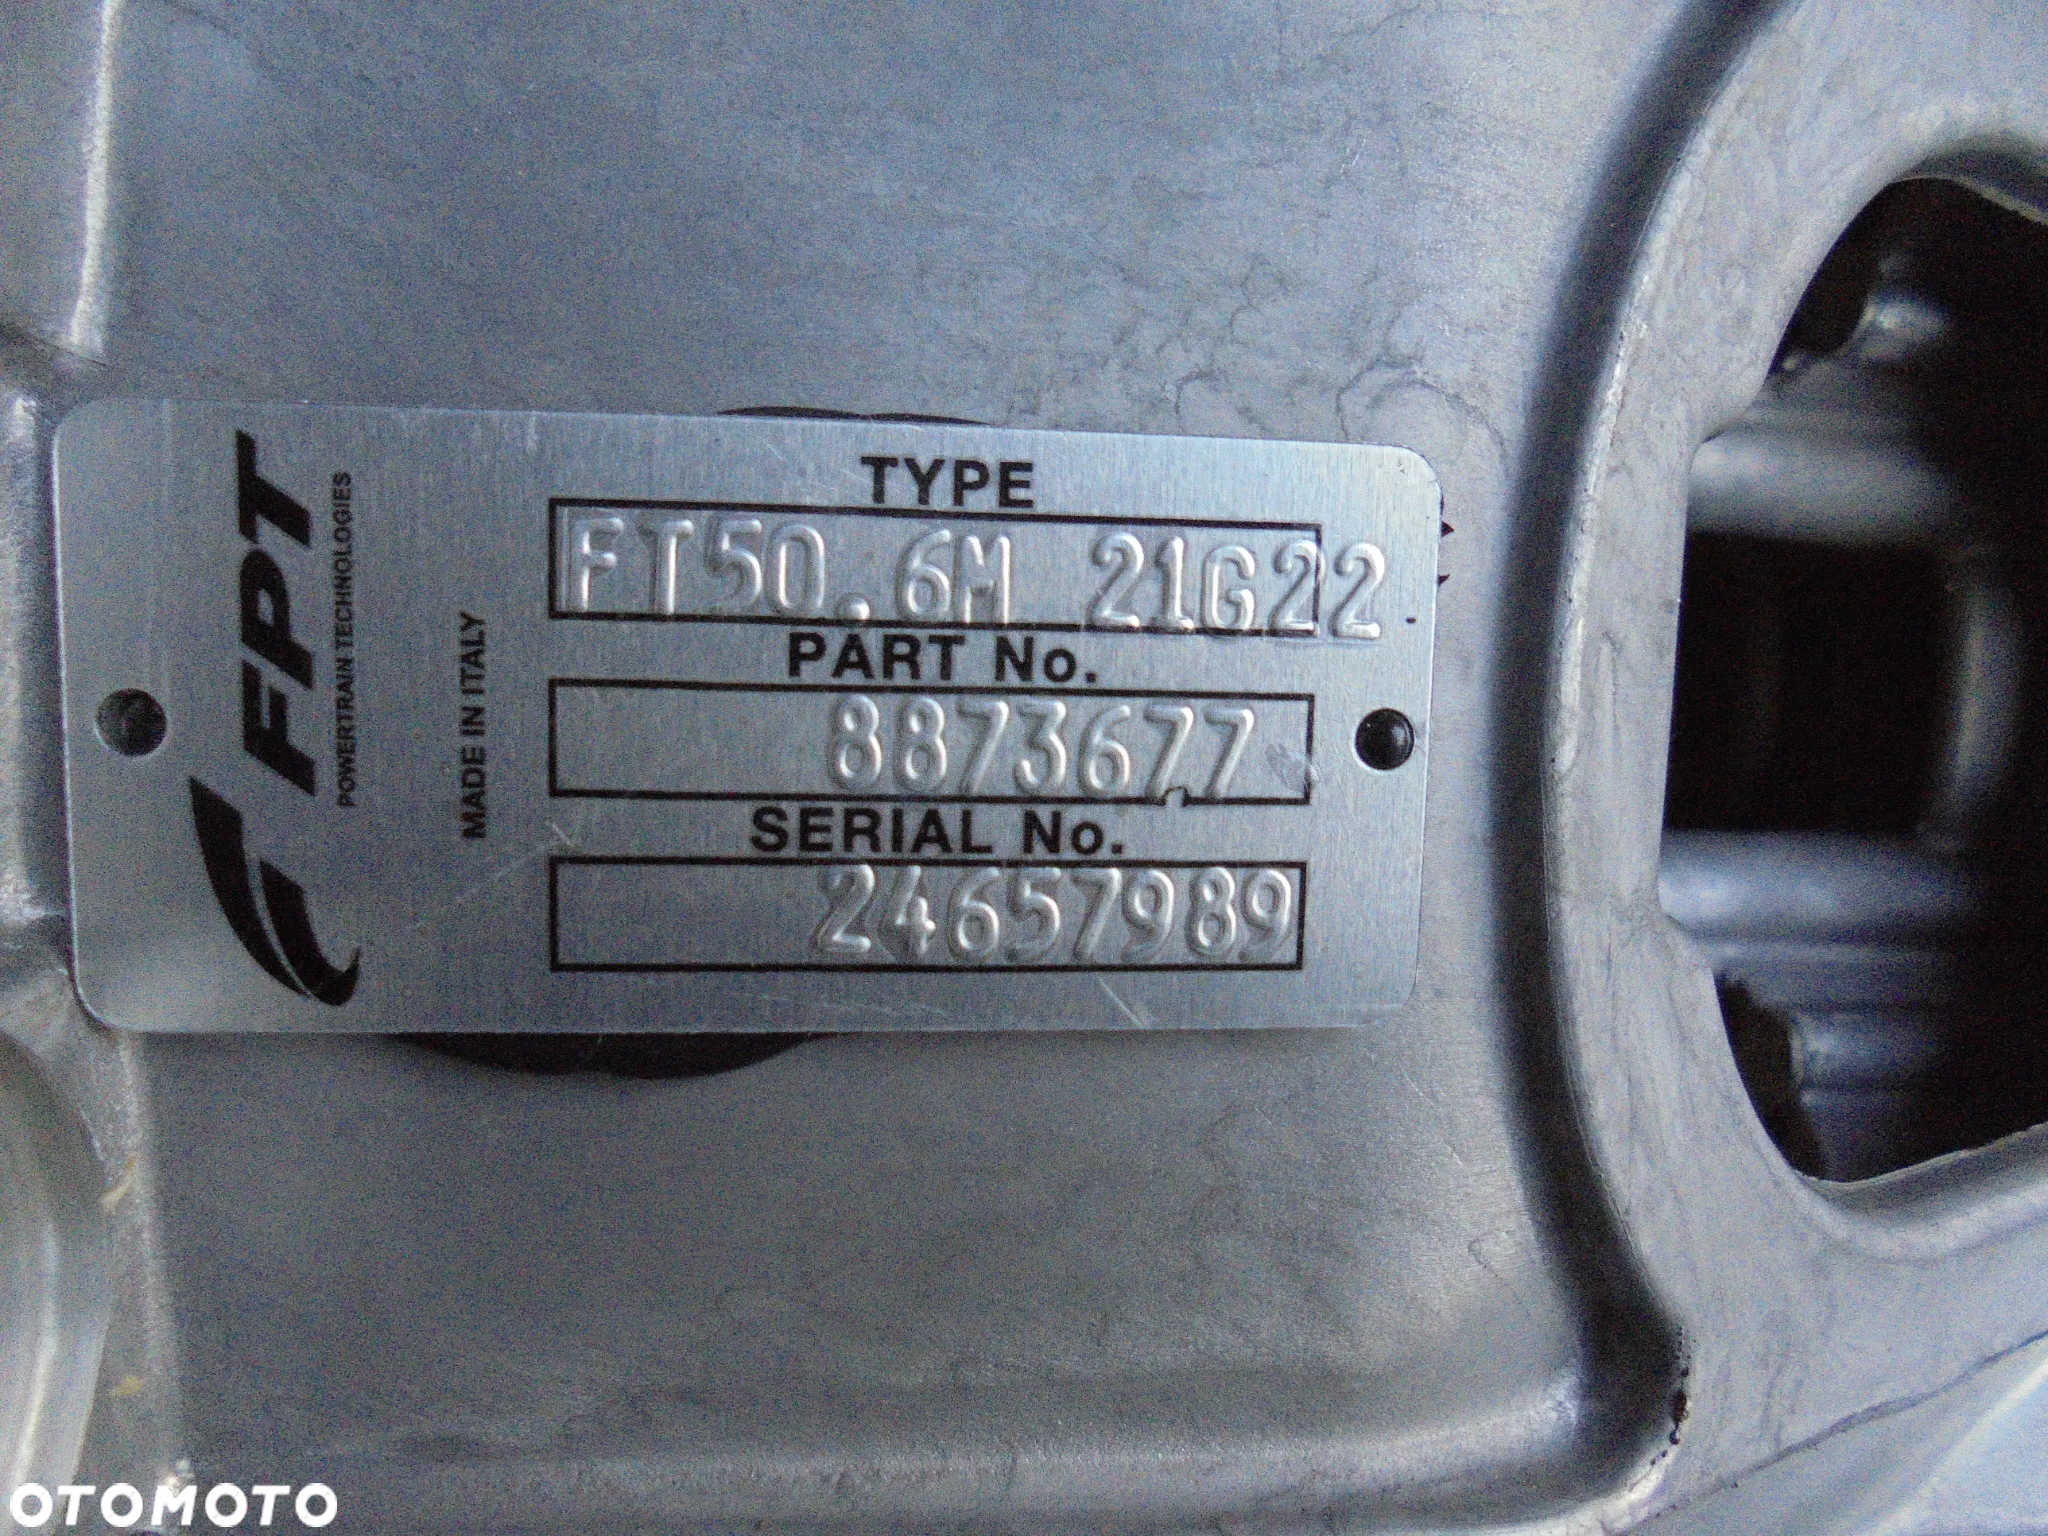 FPT
POWERTRAIN TECHNOLOGIES
MADE IN ITALY
TYPE
FT50.6M 21G22
PART No.
8873677
SERIAL No.
24657989
OTOMOTO